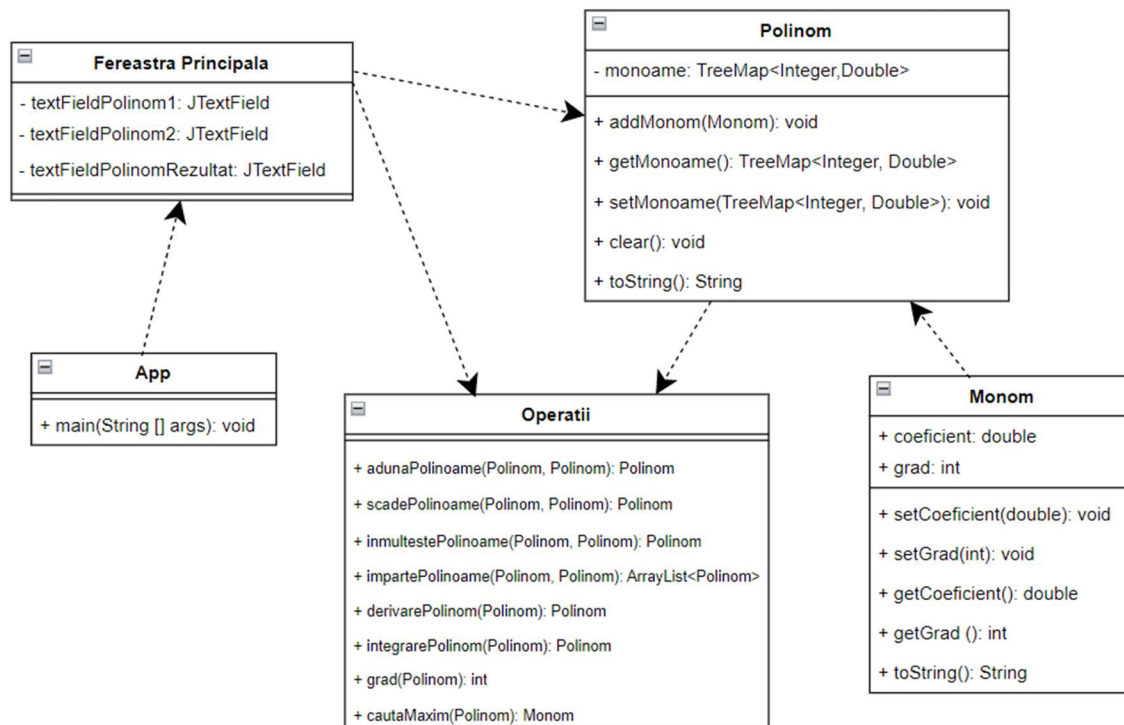 Fereastra Principala
- textFieldPolinom1: JTextField
- textFieldPolinom2: JTextField
- textFieldPolinomRezultat: JTextField
Polinom
- monoame: TreeMap<Integer,Double>
+ addMonom(Monom): void
+ getMonoame(): TreeMap<Integer, Double>
+ setMonoame(TreeMap<Integer, Double>): void
+ clear(): void
+ toString(): String
App
+ main(String [] args): void
Operatii
+ adunaPolinoame(Polinom, Polinom): Polinom
+ scadePolinoame(Polinom, Polinom): Polinom
+ inmultestePolinoame(Polinom, Polinom): Polinom
+ impartePolinoame(Polinom, Polinom): ArrayList<Polinom>
+ derivarePolinom(Polinom): Polinom
+ integrarePolinom(Polinom): Polinom
+ grad(Polinom): int
+ cautaMaxim(Polinom): Monom
Monom
+ coeficient: double
+ grad: int
+ setCoeficient(double): void
+ setGrad(int): void
+ getCoeficient(): double
+ getGrad (): int
+ toString(): String